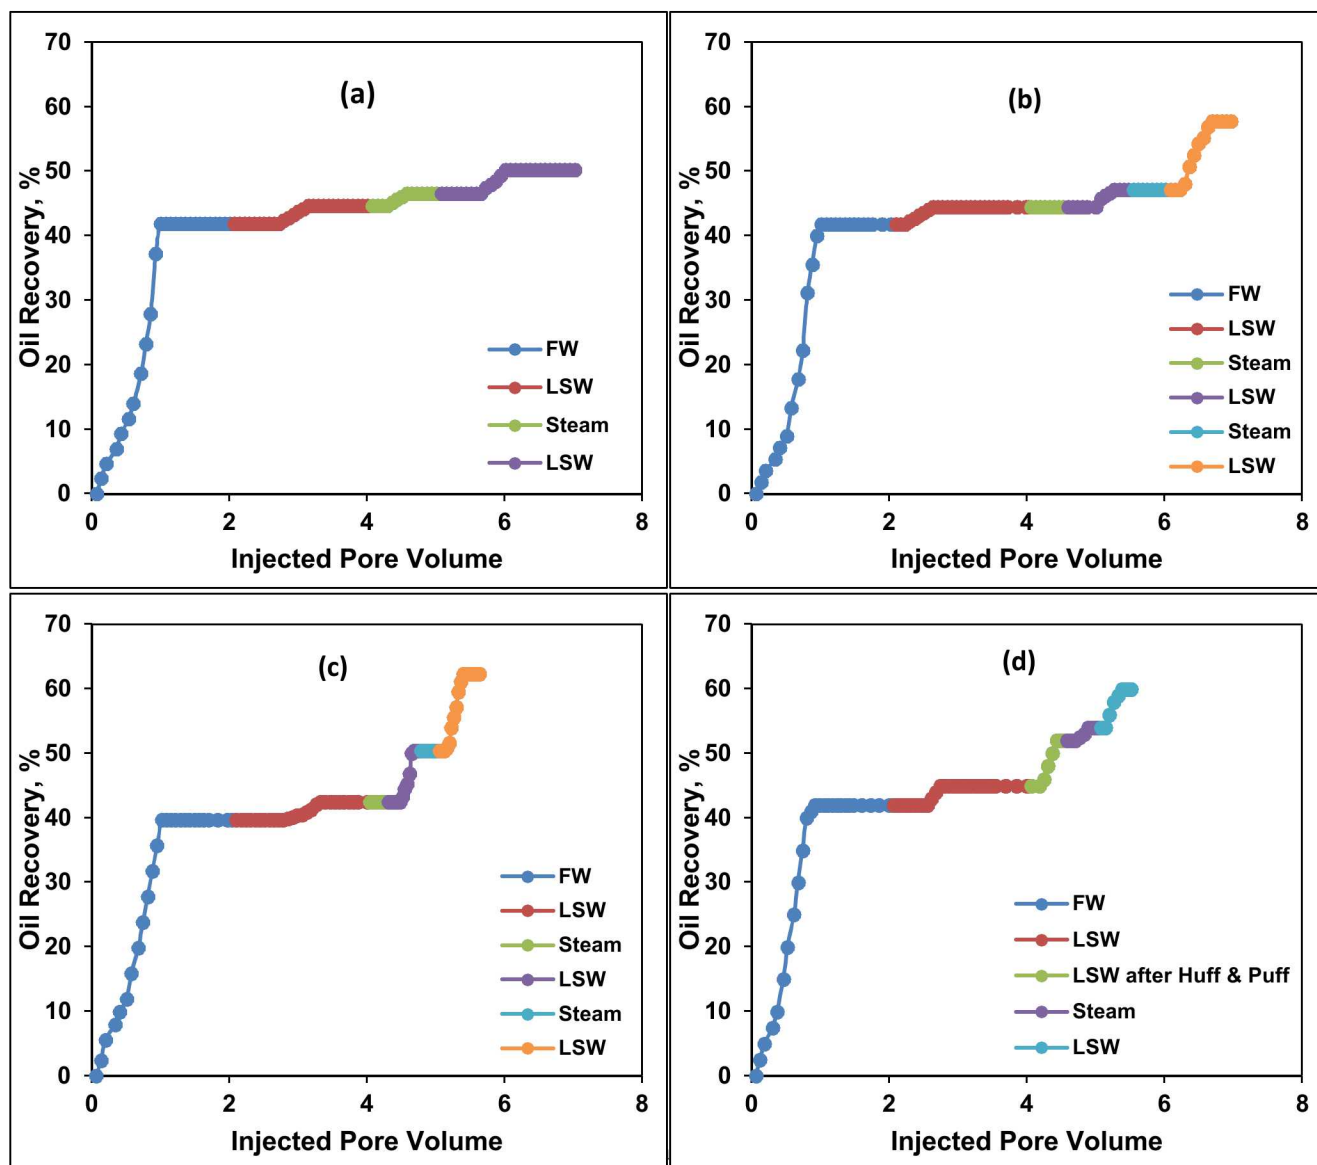 (a)
Oil Recovery, %
70
60
50
40
30
20
10
0
0 2 4 6 8
Injected Pore Volume
FW
LSW
Steam
LSW
(b)
Oil Recovery, %
70
60
50
40
30
20
10
0
0 2 4 6 8
Injected Pore Volume
FW
LSW
Steam
LSW
Steam
LSW
(c)
Oil Recovery, %
70
60
50
40
30
20
10
0
0 2 4 6 8
Injected Pore Volume
FW
LSW
Steam
LSW
Steam
LSW
(d)
Oil Recovery, %
70
60
50
40
30
20
10
0
0 2 4 6 8
Injected Pore Volume
FW
LSW
LSW after Huff & Puff
Steam
LSW